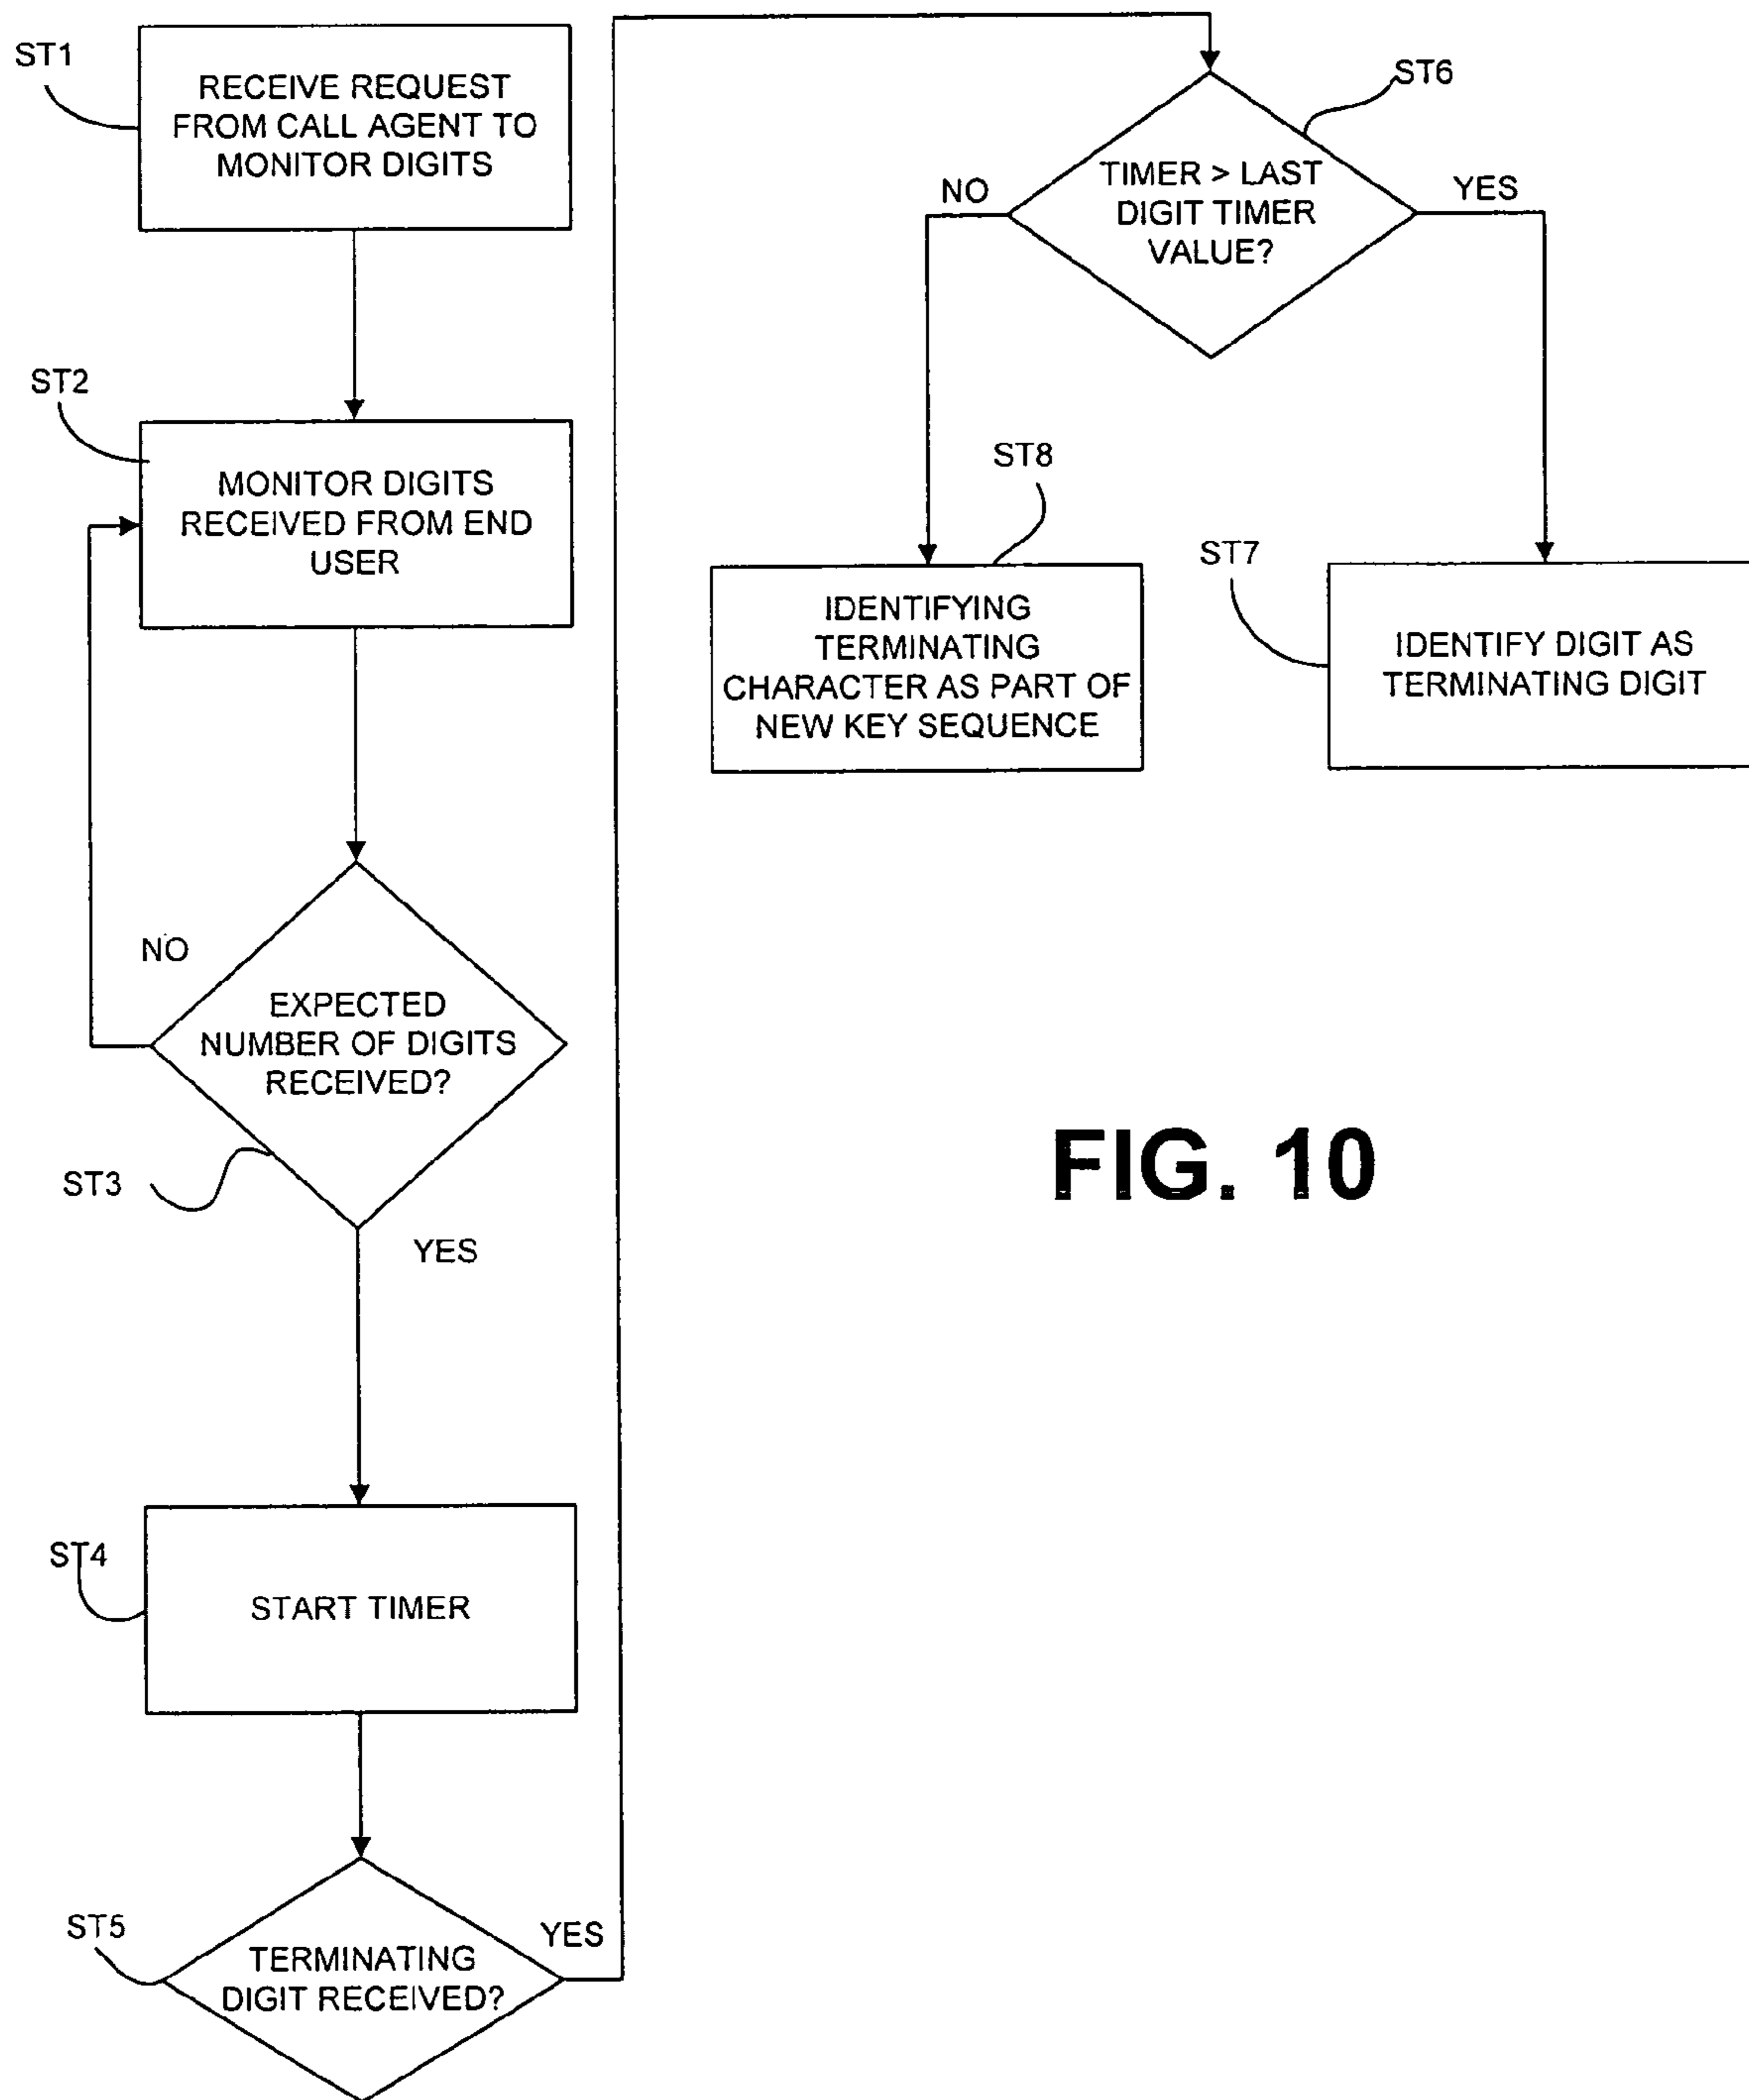 ST1
RECEIVE REQUEST
FROM CALL AGENT TO
MONITOR DIGITS
ST2
MONITOR DIGITS
RECEIVED FROM END
USER
NO
EXPECTED
NUMBER OF DIGITS
RECEIVED?
ST3
YES
ST4
START TIMER
ST5
TERMINATING
DIGIT RECEIVED?
YES
ST6
TIMER > LAST
DIGIT TIMER
VALUE?
NO
YES
ST8
IDENTIFYING
TERMINATING
CHARACTER AS PART OF
NEW KEY SEQUENCE
ST7
IDENTIFY DIGIT AS
TERMINATING DIGIT
FIG. 10